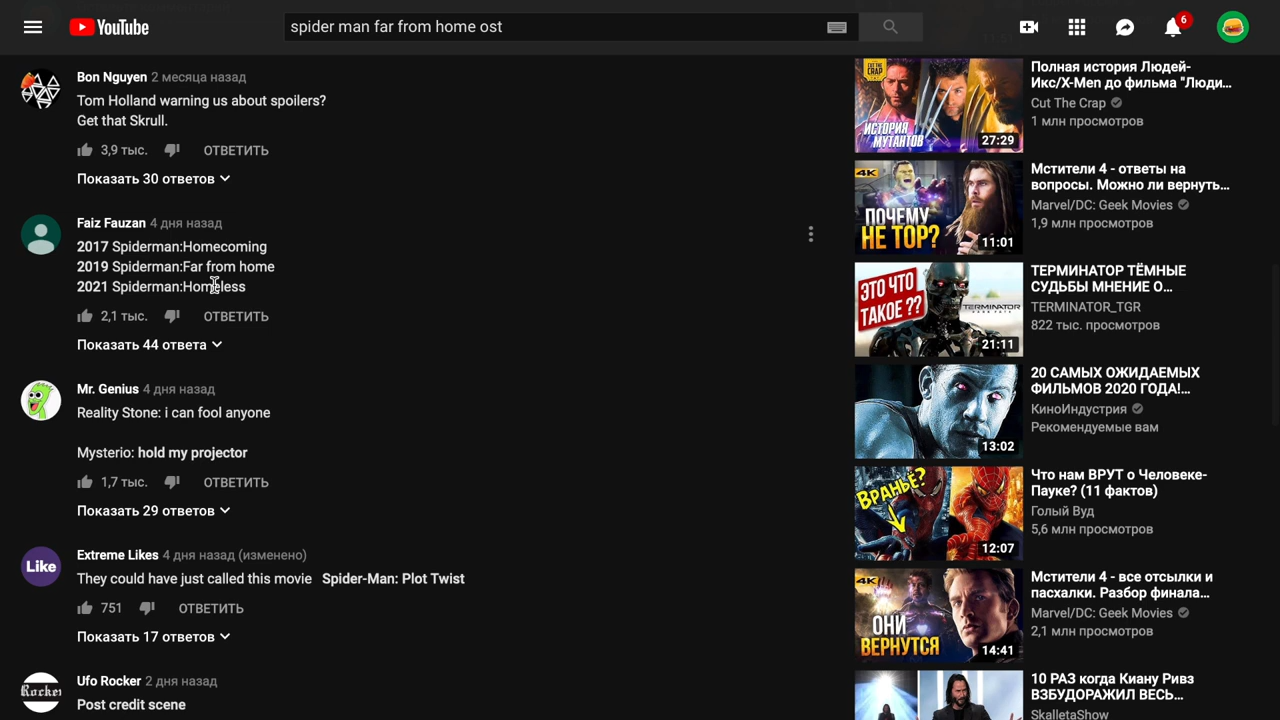 YouTube
spider man far from home ost
6
Bon Nguyen 2 месяца назад
Tom Holland warning us about spoilers?
Get that Skrull.
3,9 тыс. ОТВЕТИТЬ
Показать 30 ответов
Faiz Fauzan 4 дня назад
2017 Spiderman:Homecoming
2019 Spiderman:Far from home
2021 Spiderman:Homeless
2,1 тыс. ОТВЕТИТЬ
Показать 44 ответа
Mr. Genius 4 дня назад
Reality Stone: i can fool anyone
Mysterio: hold my projector
1,7 тыс. ОТВЕТИТЬ
Показать 29 ответов
Like
Extreme Likes 4 дня назад (изменено)
They could have just called this movie Spider-Man: Plot Twist
751 ОТВЕТИТЬ
Показать 17 ответов
Rocker
Ufo Rocker 2 дня назад
Post credit scene
CUT THE CRAP
ИСТОРИЯ
МУТАНТОВ
27:29
Полная история Людей-
Икс/X-Men до фильма "Люди...
Cut The Crap
1 млн просмотров
4K
ПОЧЕМУ
НЕ ТОР?
11:01
Мстители 4 - ответы на
вопросы. Можно ли вернуть...
Marvel/DC: Geek Movies
1,9 млн просмотров
ЭТО ЧТО
ТАКОЕ ??
TERMINATOR
21:11
ТЕРМИНАТОР ТЁМНЫЕ
СУДЬБЫ МНЕНИЕ О...
TERMINATOR_TGR
822 тыс. просмотров
13:02
20 САМЫХ ОЖИДАЕМЫХ
ФИЛЬМОВ 2020 ГОДА!...
КиноИндустрия
Рекомендуемые вам
ВРАНЬЁ?
12:07
Что нам ВРУТ о Человеке-
Пауке? (11 фактов)
Голый Вуд
5,6 млн просмотров
4K
ОНИ
ВЕРНУТСЯ
14:41
Мстители 4 - все отсылки и
пасхалки. Разбор финала...
Marvel/DC: Geek Movies
2,1 млн просмотров
10 РАЗ когда Киану Ривз
ВЗБУДОРАЖИЛ ВЕСЬ...
SkalletaShow